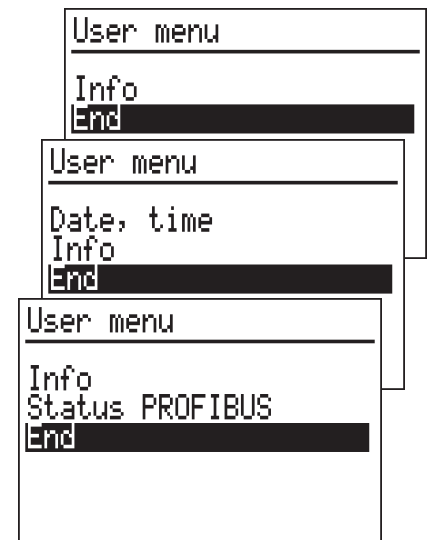 User menu
Info
End
User menu
Date, time
Info
End
User menu
Info
Status PROFIBUS
End